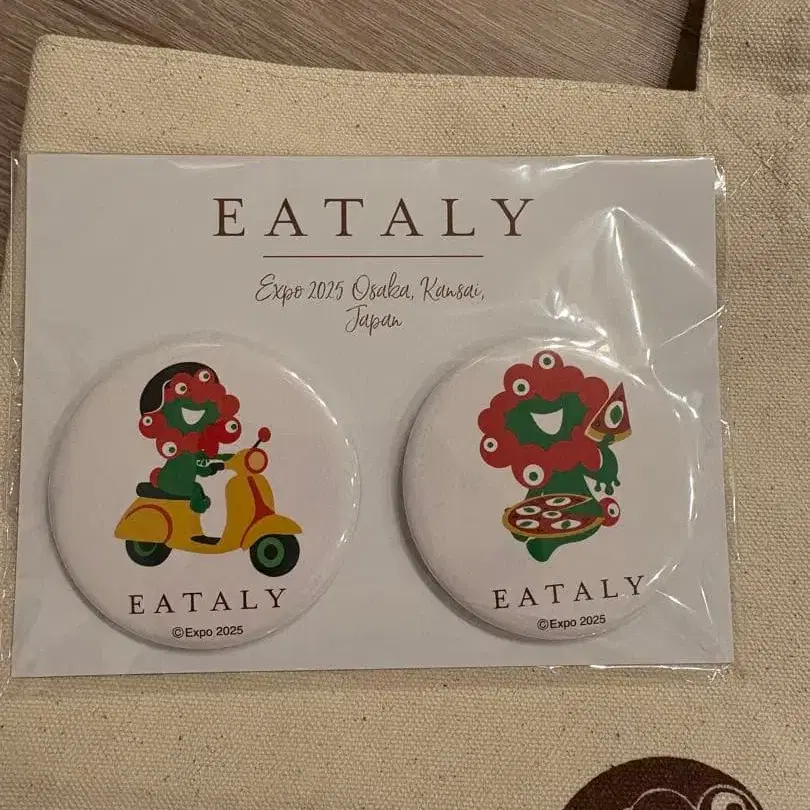 EATALY
Expo 2025 Osaka, Kansai,
Japan
EATALY
©Expo 2025
EATALY
©Expo 2025